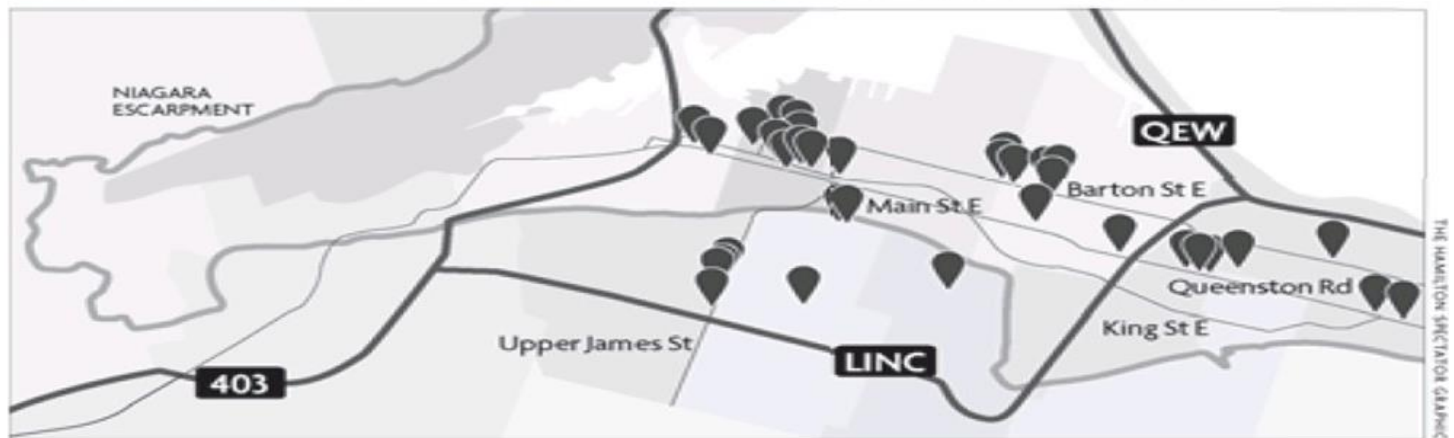 NIAGARA
ESCARPMENT
QEW
Barton St E
Main St E
Queenston Rd
King St E
Upper James St
LINC
403
THE HAMILTON SPECTATOR GRAPHIC